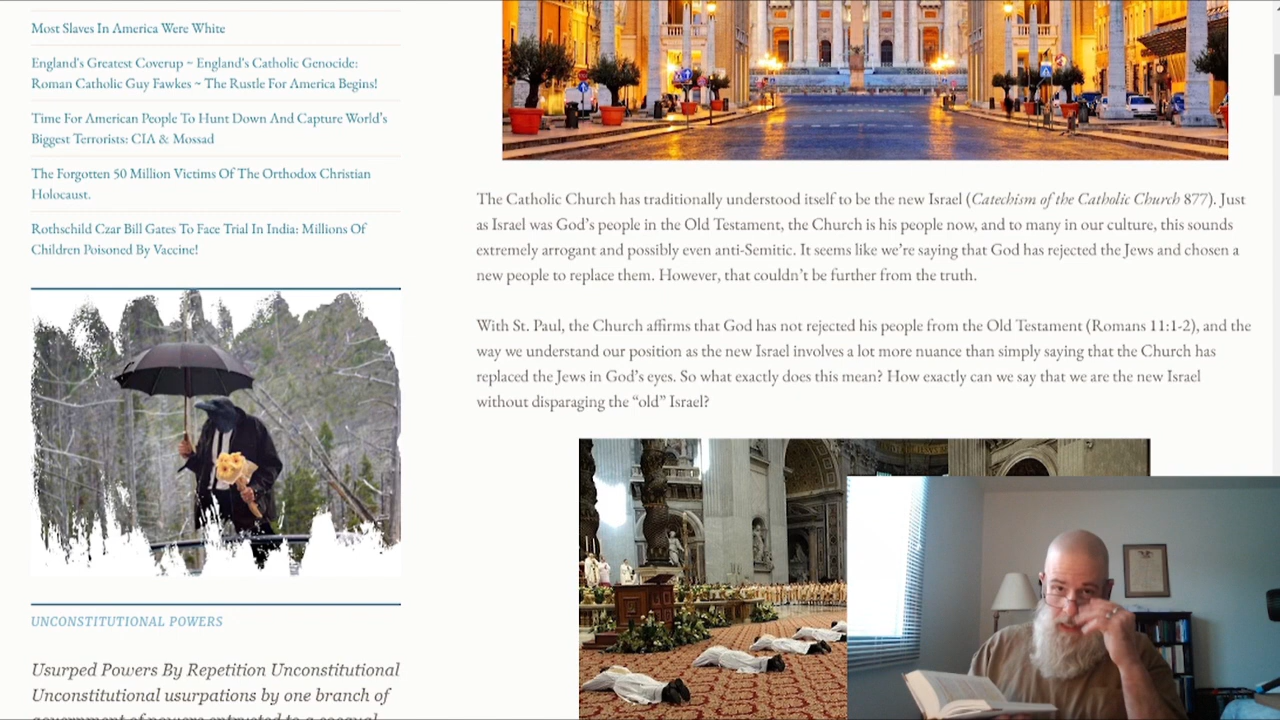 Most Slaves In America Were White
England's Greatest Coverup ~ England's Catholic Genocide:
Roman Catholic Guy Fawkes ~ The Rustle For America Begins!
Time For American People To Hunt Down And Capture World's
Biggest Terrorists: CIA & Mossad
The Forgotten 50 Million Victims Of The Orthodox Christian
Holocaust.
Rothschild Czar Bill Gates To Face Trial In India: Millions Of
Children Poisoned By Vaccine!
UNCONSTITUTIONAL POWERS
Usurped Powers By Repetition Unconstitutional
Unconstitutional usurpations by one branch of
government of powers entrusted to a coequal
The Catholic Church has traditionally understood itself to be the new Israel (Catechism of the Catholic Church 877). Just
as Israel was God's people in the Old Testament, the Church is his people now, and to many in our culture, this sounds
extremely arrogant and possibly even anti-Semitic. It seems like we're saying that God has rejected the Jews and chosen a
new people to replace them. However, that couldn't be further from the truth.
With St. Paul, the Church affirms that God has not rejected his people from the Old Testament (Romans 11:1-2), and the
way we understand our position as the new Israel involves a lot more nuance than simply saying that the Church has
replaced the Jews in God's eyes. So what exactly does this mean? How exactly can we say that we are the new Israel
without disparaging the “old” Israel?